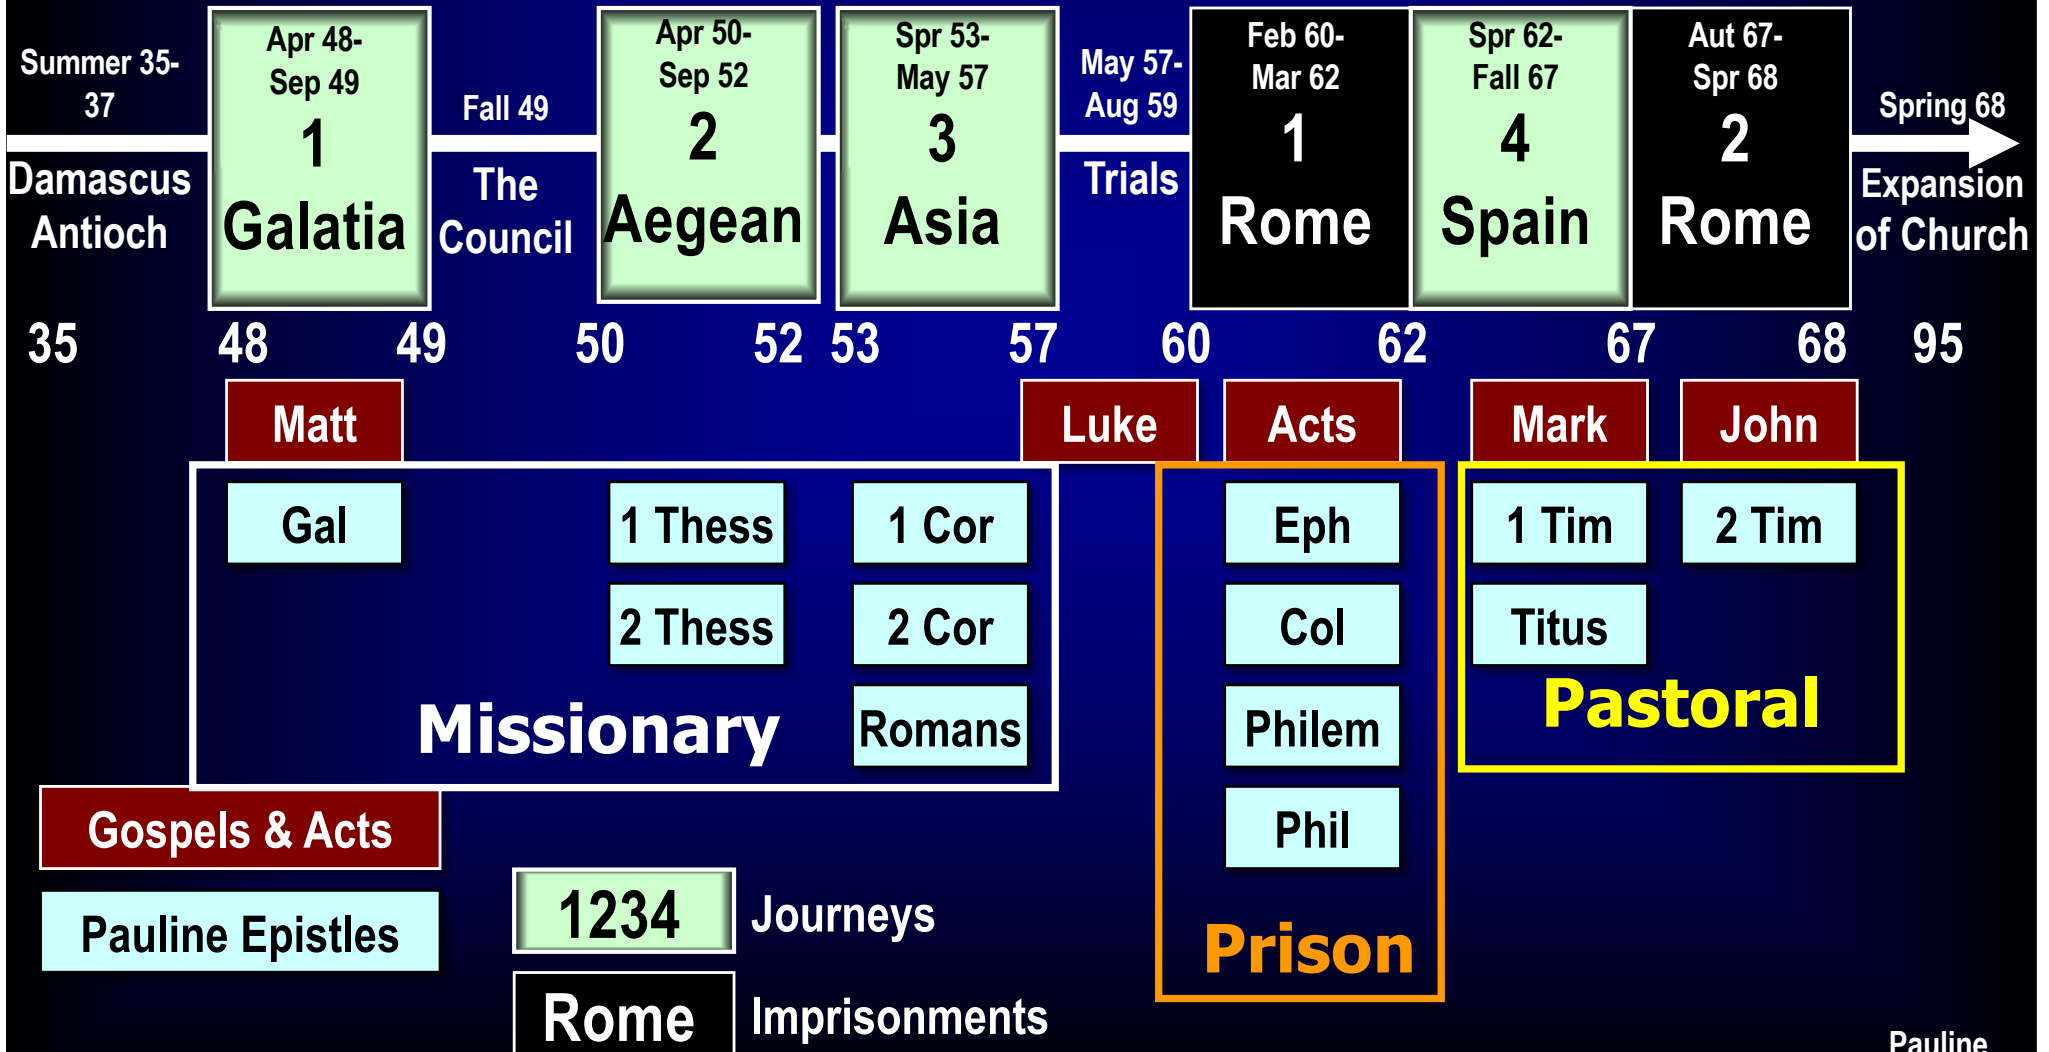 Summer 35-
37
Damascus
Antioch
Apr 48-
Sep 49
1
Galatia
Fall 49
The
Council
Apr 50-
Sep 52
2
Aegean
Spr 53-
May 57
3
Asia
May 57-
Aug 59
Trials
Feb 60-
Mar 62
1
Rome
Spr 62-
Fall 67
4
Spain
Aut 67-
Spr 68
2
Rome
Spring 68
Expansion
of Church
35 48 49 50 52 53 57 60 62 67 68 95
Matt Luke Acts Mark John
Gal 1 Thess 1 Cor Eph 1 Tim 2 Tim
2 Thess 2 Cor Col Titus
Missionary Romans Philem Pastoral
Gospels & Acts Phil
Pauline Epistles 1234 Journeys Prison
Rome Imprisonments
Pauline